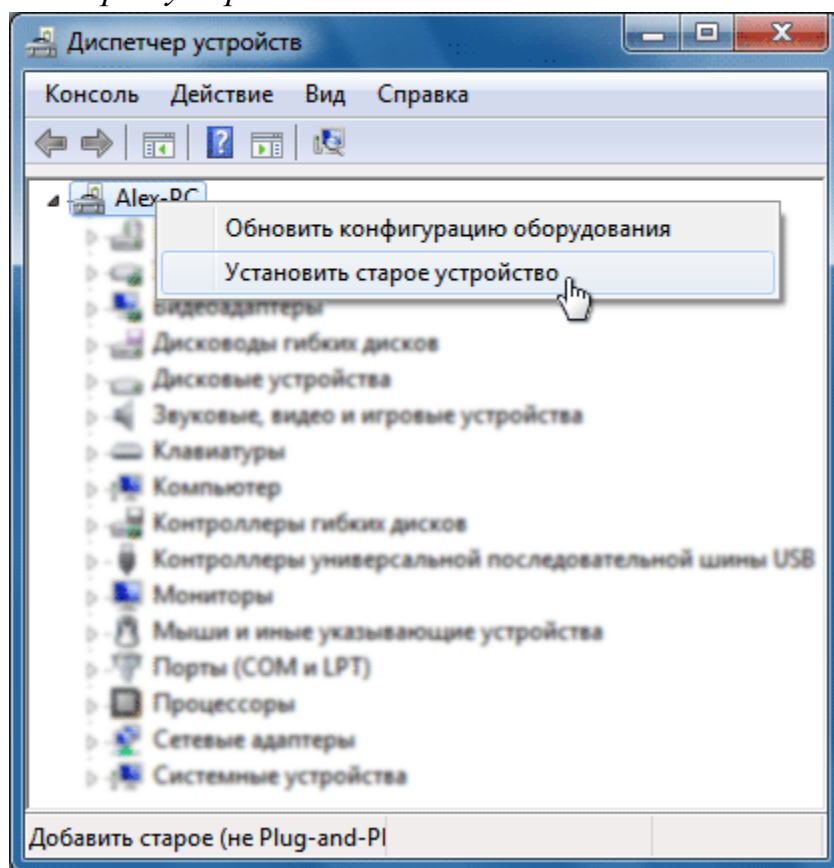 Диспетчер устройств
Консоль Действие Вид Справка
Alex-PC
Обновить конфигурацию оборудования
Установить старое устройство
Видеоадаптеры
Дисководы гибких дисков
Дисковые устройства
Звуковые, видео и игровые устройства
Клавиатуры
Компьютер
Контроллеры гибких дисков
Контроллеры универсальной последовательной шины USB
Мониторы
Мыши и иные указывающие устройства
Порты (COM и LPT)
Процессоры
Сетевые адаптеры
Системные устройства
Добавить старое (не Plug-and-Pl